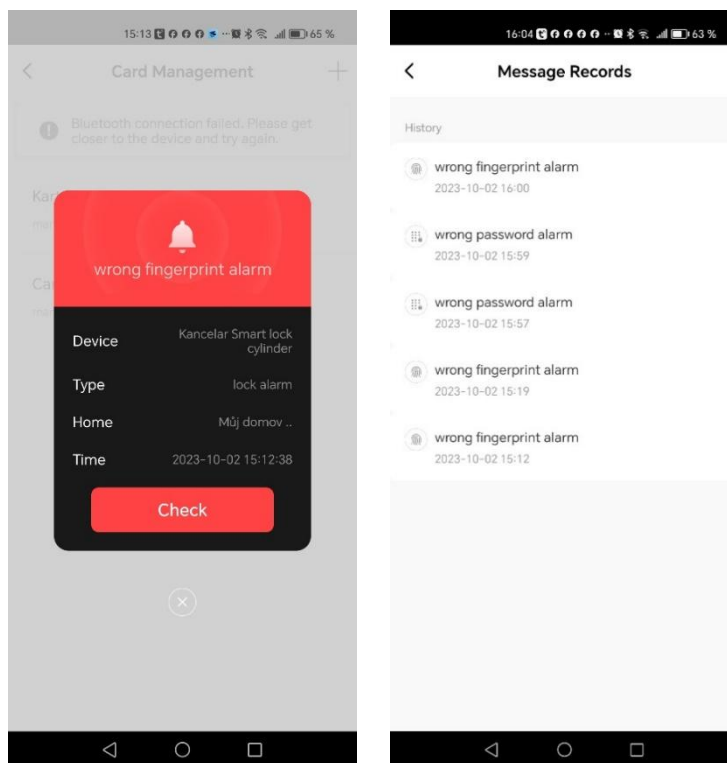 15:13
65 %
Card Management
Bluetooth connection failed. Please get
closer to the device and try again.
Kar
Ca
wrong fingerprint alarm
Device
Kancelar Smart lock
cylinder
Type
lock alarm
Home
Můj domov ..
Time
2023-10-02 15:12:38
Check
16:04
63 %
Message Records
History
wrong fingerprint alarm
2023-10-02 16:00
wrong password alarm
2023-10-02 15:59
wrong password alarm
2023-10-02 15:57
wrong fingerprint alarm
2023-10-02 15:19
wrong fingerprint alarm
2023-10-02 15:12